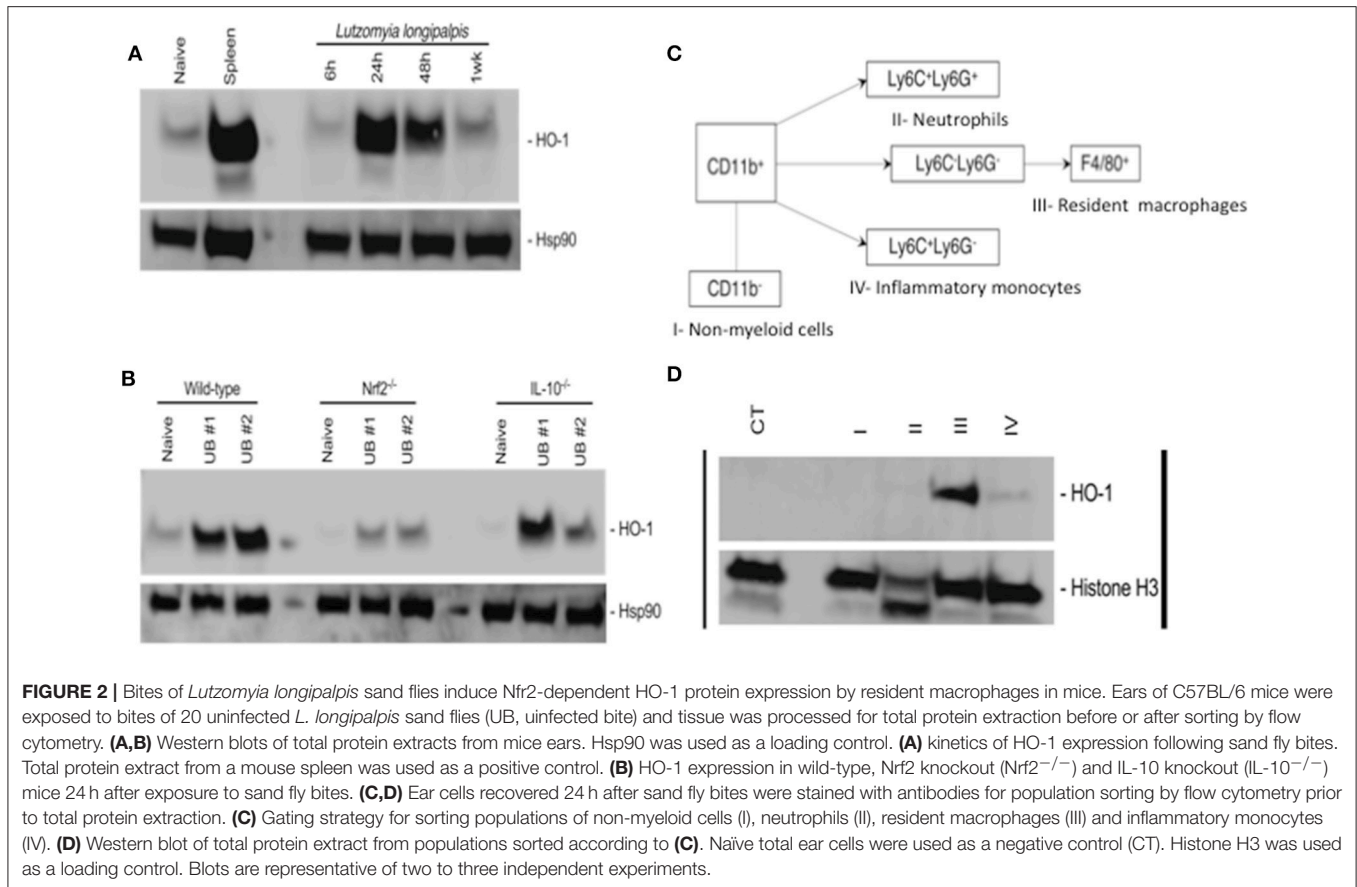 A
Naive
Spleen
Lutzomyia longipalpis
6h
24h
48h
1wk
- HO-1
- Hsp90
B
Wild-type
Nrf2-/-
IL-10-/-
Naive
UB #1
UB #2
Naive
UB #1
UB #2
Naive
UB #1
UB #2
- HO-1
- Hsp90
C
CD11b+
Ly6C+Ly6G+
II- Neutrophils
Ly6C-Ly6G-
F4/80+
III- Resident macrophages
Ly6C+Ly6G-
IV- Inflammatory monocytes
CD11b-
I- Non-myeloid cells
D
CT
I
II
III
IV
- HO-1
- Histone H3
FIGURE 2 | Bites of Lutzomyia longipalpis sand flies induce Nfr2-dependent HO-1 protein expression by resident macrophages in mice. Ears of C57BL/6 mice were
exposed to bites of 20 uninfected L. longipalpis sand flies (UB, uinfected bite) and tissue was processed for total protein extraction before or after sorting by flow
cytometry. (A,B) Western blots of total protein extracts from mice ears. Hsp90 was used as a loading control. (A) kinetics of HO-1 expression following sand fly bites.
Total protein extract from a mouse spleen was used as a positive control. (B) HO-1 expression in wild-type, Nrf2 knockout (Nrf2−/−) and IL-10 knockout (IL-10−/−)
mice 24 h after exposure to sand fly bites. (C,D) Ear cells recovered 24 h after sand fly bites were stained with antibodies for population sorting by flow cytometry prior
to total protein extraction. (C) Gating strategy for sorting populations of non-myeloid cells (I), neutrophils (II), resident macrophages (III) and inflammatory monocytes
(IV). (D) Western blot of total protein extract from populations sorted according to (C). Naïve total ear cells were used as a negative control (CT). Histone H3 was used
as a loading control. Blots are representative of two to three independent experiments.